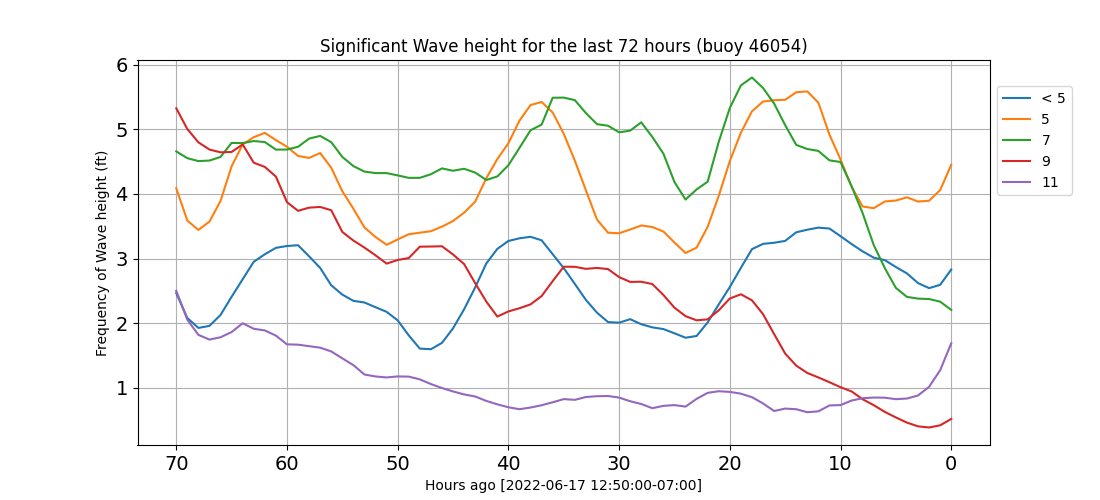 Significant Wave height for the last 72 hours (buoy 46054)
Frequency of Wave height (ft)
6
5
4
3
2
1
70 60 50 40 30 20 10 0
Hours ago [2022-06-17 12:50:00-07:00]
< 5
5
7
9
11